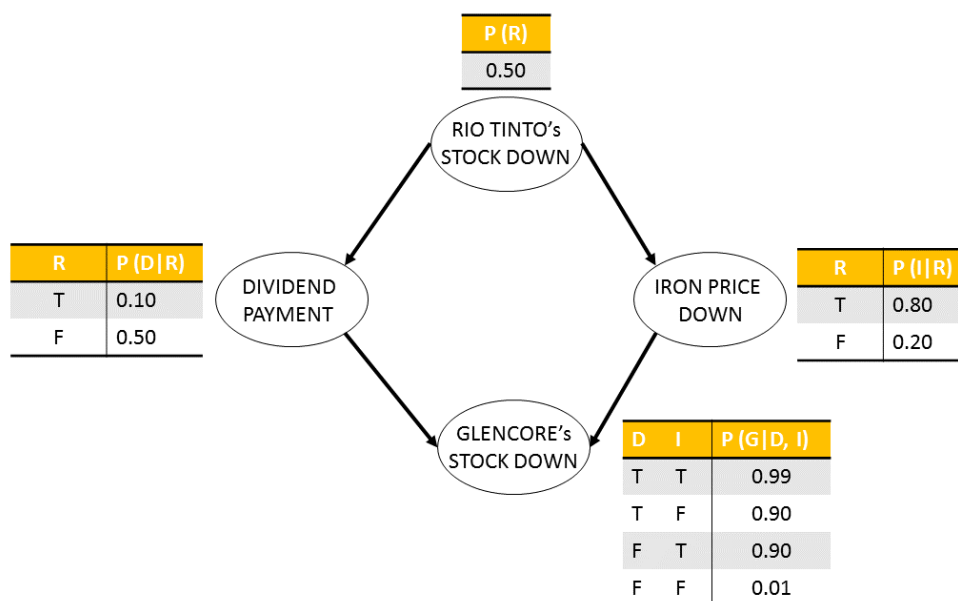 P (R)
0.50
RIO TINTO's
STOCK DOWN
R P (D|R)
T 0.10
F 0.50
DIVIDEND
PAYMENT
IRON PRICE
DOWN
R P (I|R)
T 0.80
F 0.20
GLENCORE's
STOCK DOWN
D I P (G|D, I)
T T 0.99
T F 0.90
F T 0.90
F F 0.01